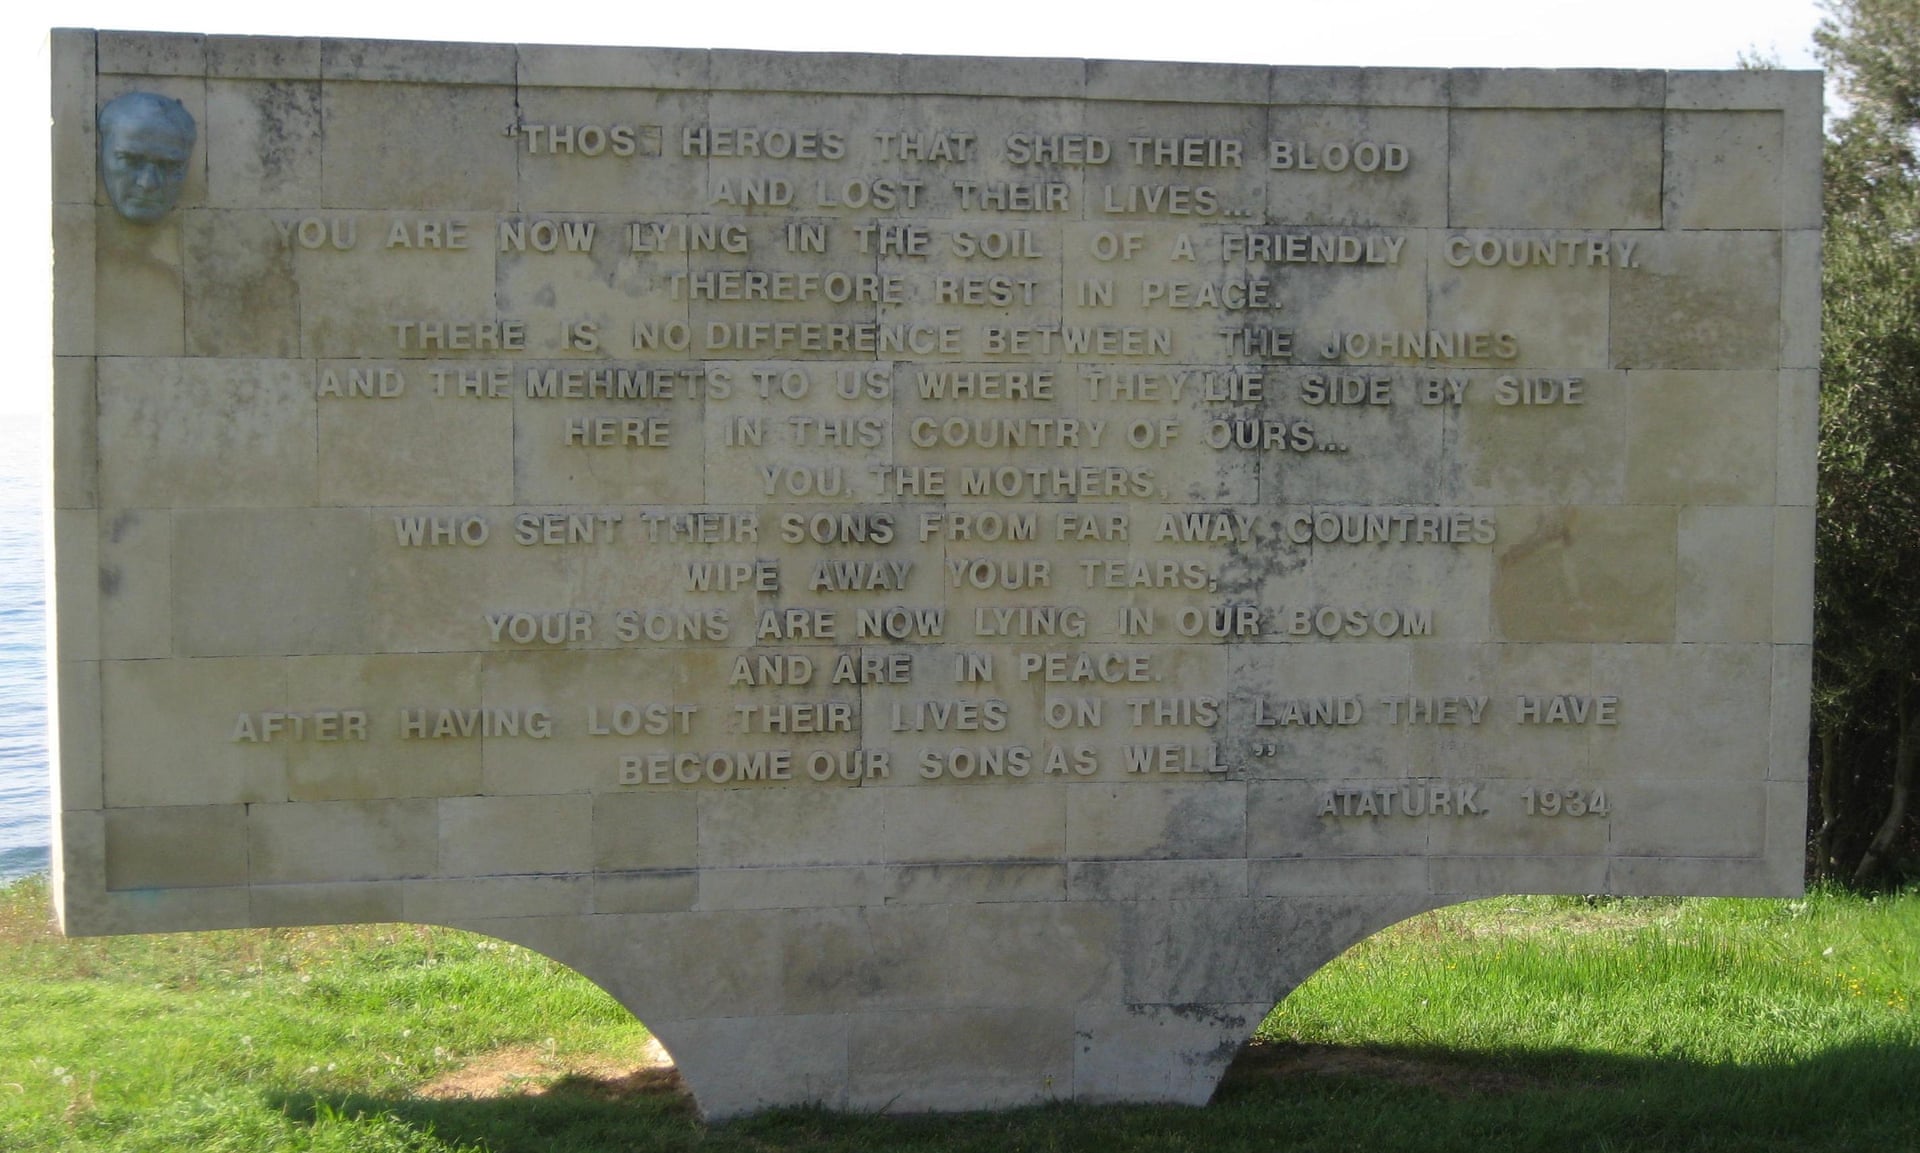 “THOS HEROES THAT SHED THEIR BLOOD
AND LOST THEIR LIVES...
YOU ARE NOW LYING IN THE SOIL OF A FRIENDLY COUNTRY.
THEREFORE REST IN PEACE.
THERE IS NO DIFFERENCE BETWEEN THE JOHNNIES
AND THE MEHMETS TO US WHERE THEY LIE SIDE BY SIDE
HERE IN THIS COUNTRY OF OURS...
YOU, THE MOTHERS,
WHO SENT THEIR SONS FROM FAR AWAY COUNTRIES
WIPE AWAY YOUR TEARS;
YOUR SONS ARE NOW LYING IN OUR BOSOM
AND ARE IN PEACE.
AFTER HAVING LOST THEIR LIVES ON THIS LAND THEY HAVE
BECOME OUR SONS AS WELL.”
ATATURK. 1934